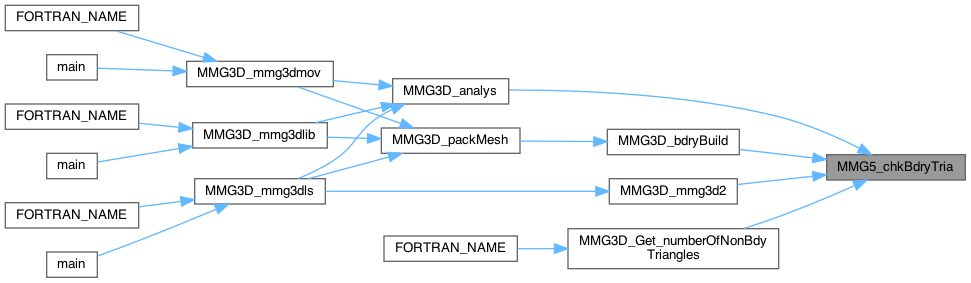 FORTRAN_NAME
main
MMG3D_mmg3dmov
MMG3D_analys
FORTRAN_NAME
MMG3D_mmg3dlib
MMG3D_packMesh
MMG3D_bdryBuild
main
MMG5_chkBdryTria
MMG3D_mmg3dls
MMG3D_mmg3d2
FORTRAN_NAME
FORTRAN_NAME
MMG3D_Get_numberOfNonBdy
Triangles
main